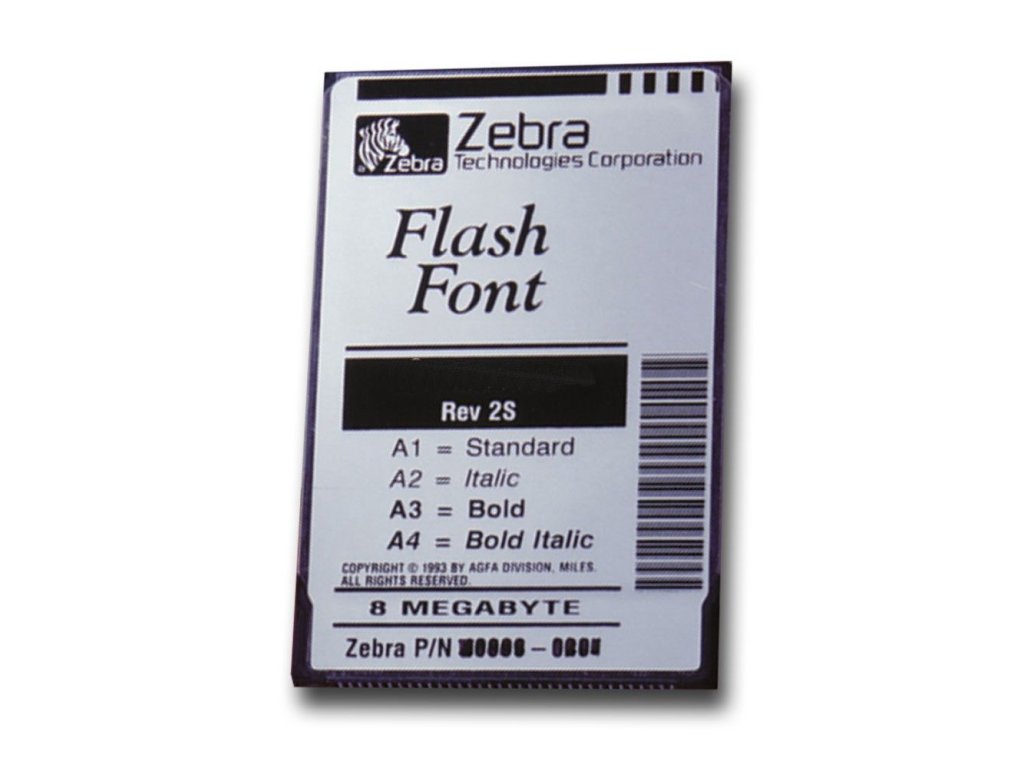 Zebra
Zebra
Technologies Corporation
Flash
Font
Rev 2S
A1 = Standard
A2 = Italic
A3 = Bold
A4 = Bold Italic
COPYRIGHT © 1993 BY AGFA DIVISION, MILES.
ALL RIGHTS RESERVED.
8 MEGABYTE
Zebra P/N